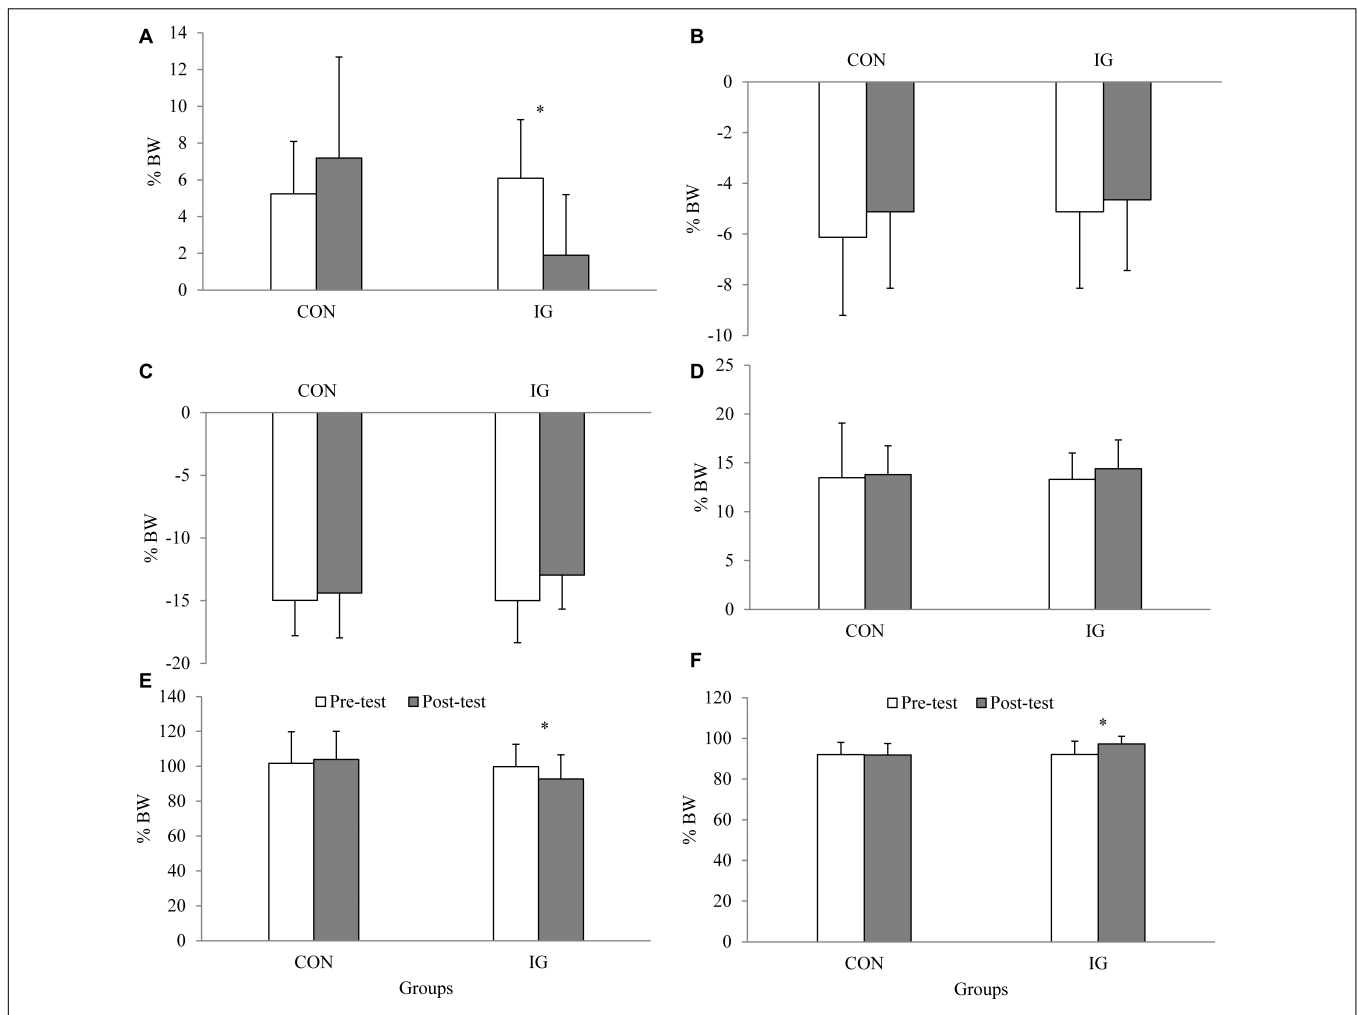 A
14
12
10
8
6
4
2
0
% BW
*
CON IG
B
CON IG
0
-2
-4
-6
-8
-10
% BW
C
CON IG
0
-5
-10
-15
-20
% BW
D
25
20
15
10
5
0
% BW
CON IG
E
140
120
100
80
60
40
20
0
% BW
Pre-test Post-test
*
CON IG
Groups
F
120
100
80
60
40
20
0
% BW
Pre-test Post-test
*
CON IG
Groups